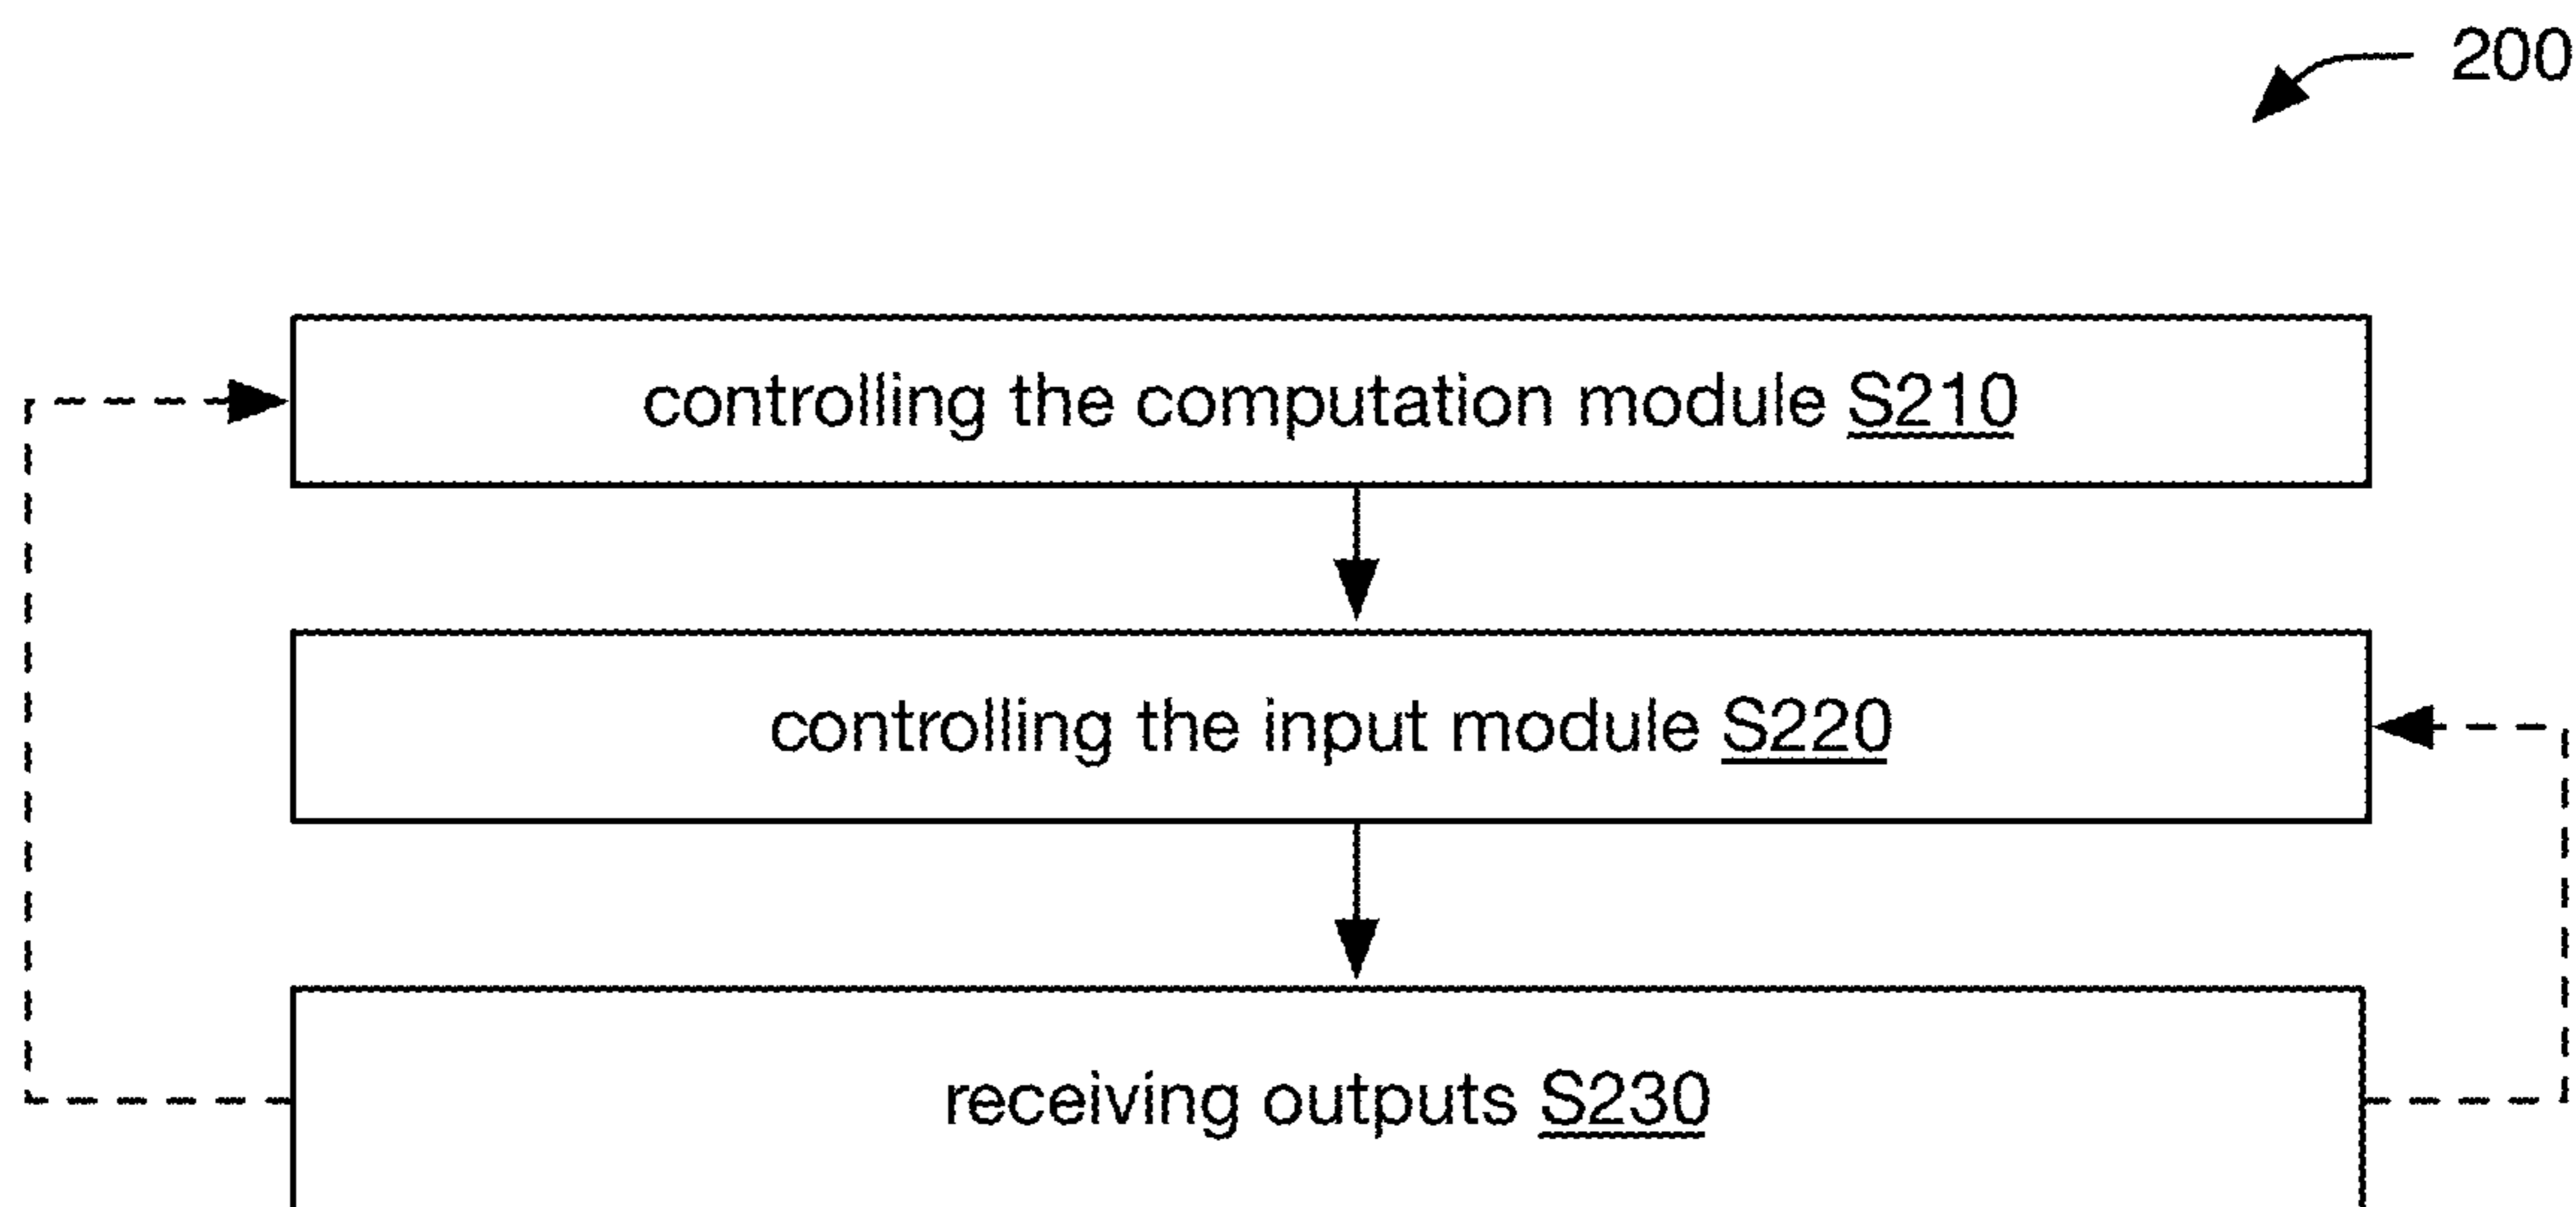 200
controlling the computation module S210
controlling the input module S220
receiving outputs S230